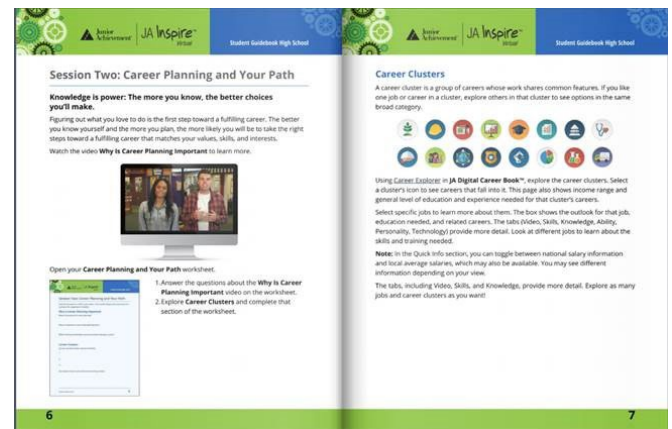 Junior Achievement
JA Inspire™
Virtual
Student Guidebook High School
Session Two: Career Planning and Your Path
Knowledge is power: The more you know, the better choices
you'll make.
Figuring out what you love to do is the first step toward a fulfilling career. The better
you know yourself and the more you plan, the more likely you will be to take the right
steps toward a fulfilling career that matches your values, skills, and interests.
Watch the video Why Is Career Planning Important to learn more.
Open your Career Planning and Your Path worksheet.
1. Answer the questions about the Why Is Career
Planning Important video on the worksheet.
2. Explore Career Clusters and complete that
section of the worksheet.
Session Two: Career Planning and Your Path
6
Junior Achievement
JA Inspire™
Virtual
Student Guidebook High School
Career Clusters
A career cluster is a group of careers whose work shares common features. If you like
one job or career in a cluster, explore others in that cluster to see options in the same
broad category.
Using Career Explorer in JA Digital Career Book™, explore the career clusters. Select
a cluster's icon to see careers that fall into it. This page also shows income range and
general level of education and experience needed for that cluster's careers.
Select specific jobs to learn more about them. The box shows the outlook for that job,
education needed, and related careers. The tabs (Video, Skills, Knowledge, Ability,
Personality, Technology) provide more detail. Look at different jobs to learn about the
skills and training needed.
Note: In the Quick Info section, you can toggle between national salary information
and local average salaries, which may also be available. You may see different
information depending on your view.
The tabs, including Video, Skills, and Knowledge, provide more detail. Explore as many
jobs and career clusters as you want!
7